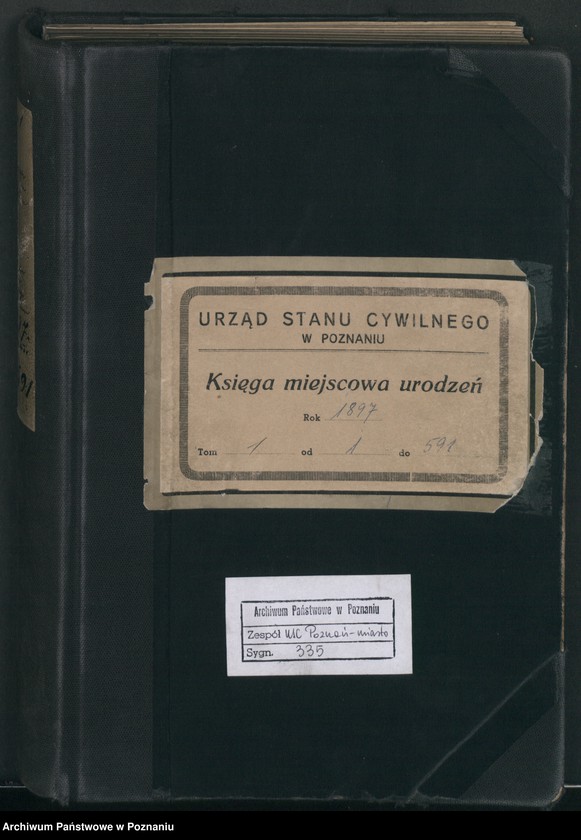 URZĄD STANU CYWILNEGO
W POZNANIU
Księga miejscowa urodzeń
Rok 1897
Tom 1 od 1 do 591
Archiwum Państwowe w Poznaniu
Zespół USC Poznań-miasto
Sygn. 335
Archiwum Państwowe w Poznaniu